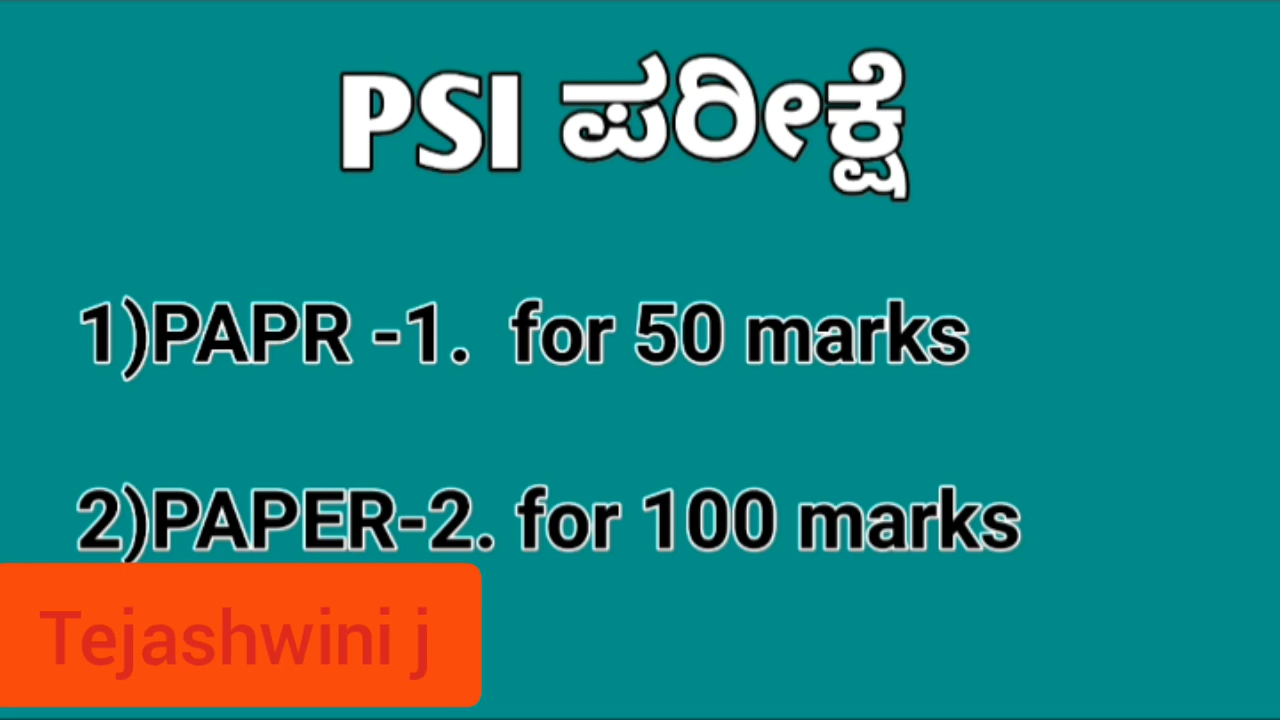 PSI ಪರೀಕ್ಷೆ
1)PAPR -1. for 50 marks
2)PAPER-2. for 100 marks
Tejashwini j